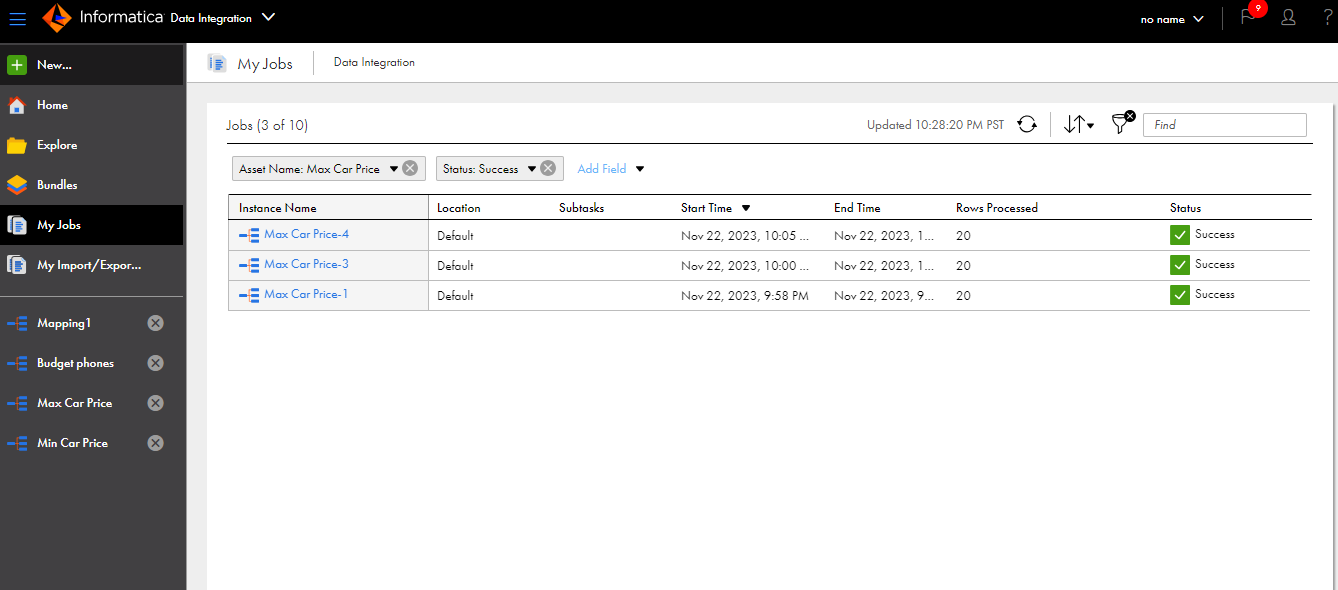 Informatica Data Integration
no name
9
?
New...
Home
Explore
Bundles
My Jobs
My Import/Expor...
Mapping1
Budget phones
Max Car Price
Min Car Price
My Jobs
Data Integration
Jobs (3 of 10)
Updated 10:28:20 PM PST
Find
Asset Name: Max Car Price
Status: Success
Add Field
Instance Name Location Subtasks Start Time End Time Rows Processed Status
Max Car Price-4 Default Nov 22, 2023, 10:05 ... Nov 22, 2023, 1... 20 Success
Max Car Price-3 Default Nov 22, 2023, 10:00 ... Nov 22, 2023, 1... 20 Success
Max Car Price-1 Default Nov 22, 2023, 9:58 PM Nov 22, 2023, 9... 20 Success